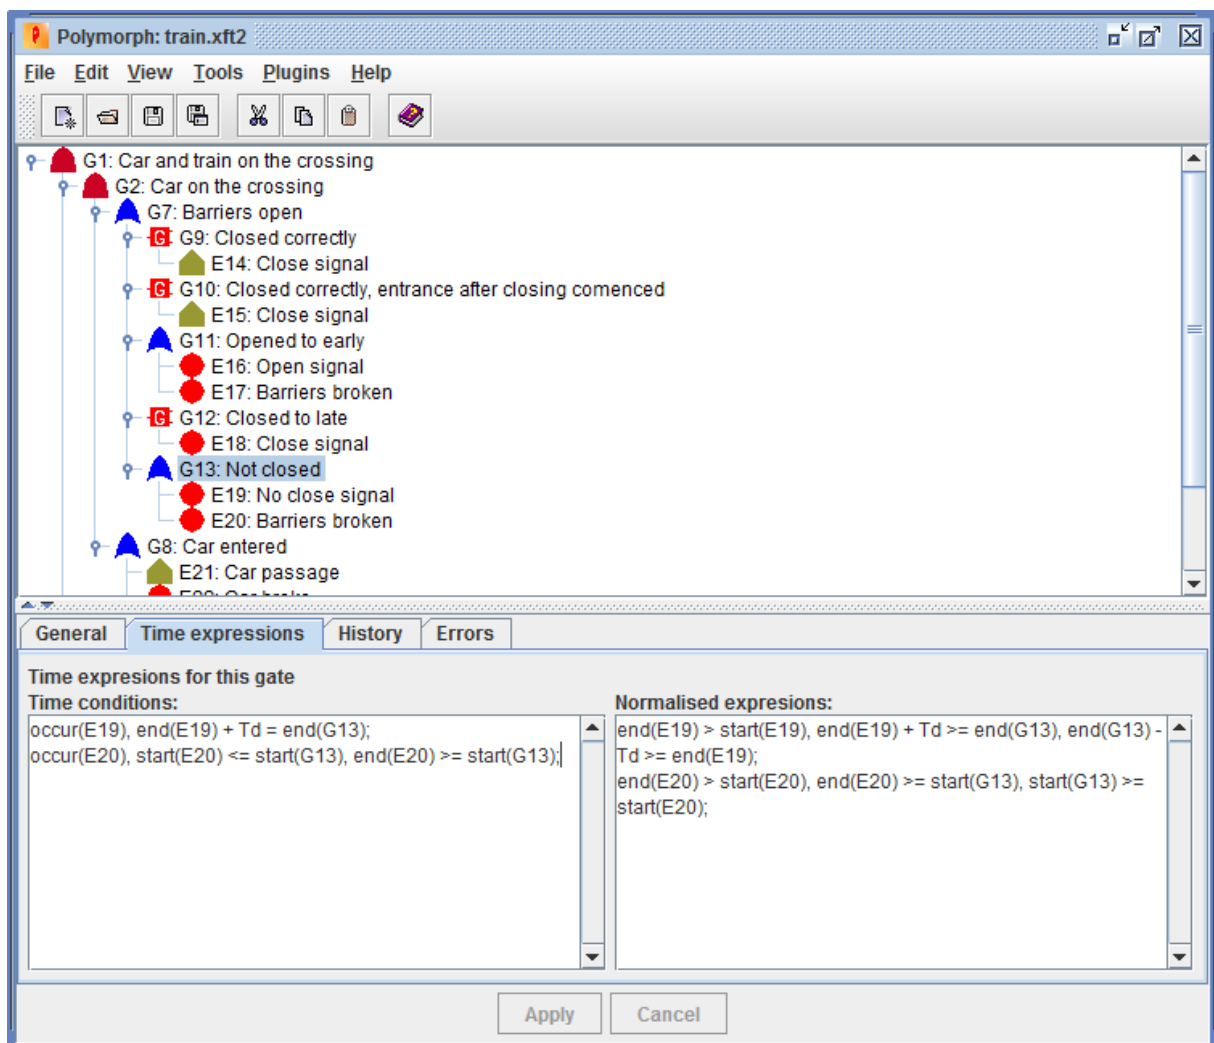 Polymorph: train.xft2
File Edit View Tools Plugins Help
G1: Car and train on the crossing
G2: Car on the crossing
G7: Barriers open
G G9: Closed correctly
E14: Close signal
G G10: Closed correctly, entrance after closing comenced
E15: Close signal
G11: Opened to early
E16: Open signal
E17: Barriers broken
G G12: Closed to late
E18: Close signal
G13: Not closed
E19: No close signal
E20: Barriers broken
G8: Car entered
E21: Car passage
General Time expressions History Errors
Time expresions for this gate
Time conditions:
occur(E19), end(E19) + Td = end(G13);
occur(E20), start(E20) <= start(G13), end(E20) >= start(G13);
Normalised expresions:
end(E19) > start(E19), end(E19) + Td >= end(G13), end(G13) -
Td >= end(E19);
end(E20) > start(E20), end(E20) >= start(G13), start(G13) >=
start(E20);
Apply Cancel